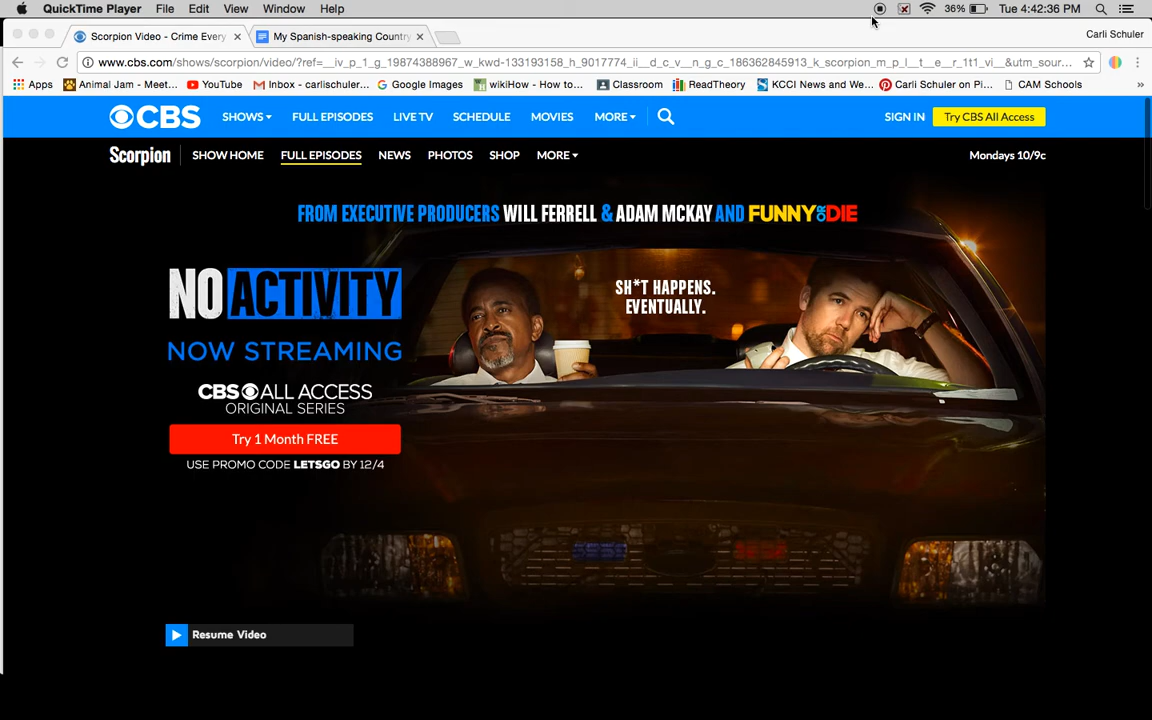 QuickTime Player File Edit View Window Help 36% Tue 4:42:36 PM
Scorpion Video - Crime Every My Spanish-speaking Country Carli Schuler
www.cbs.com/shows/scorpion/video/?ref=__iv_p_1_g_19874388967_w_kwd-133193158_h_9017774_ii__d_c_v__n_g_c_186362845913_k_scorpion_m_p_l__t__e__r_1t1_vi__&utm_sour...
Apps Animal Jam - Meet... YouTube Inbox - carlischuler... Google Images wikiHow - How to... Classroom ReadTheory KCCI News and We... Carli Schuler on Pi... CAM Schools »
CBS SHOWS FULL EPISODES LIVE TV SCHEDULE MOVIES MORE SIGN IN Try CBS All Access
Scorpion SHOW HOME FULL EPISODES NEWS PHOTOS SHOP MORE Mondays 10/9c
FROM EXECUTIVE PRODUCERS WILL FERRELL & ADAM MCKAY AND FUNNY OR DIE
NO ACTIVITY
SH*T HAPPENS.
EVENTUALLY.
NOW STREAMING
CBS ALL ACCESS
ORIGINAL SERIES
Try 1 Month FREE
USE PROMO CODE LETSGO BY 12/4
Resume Video